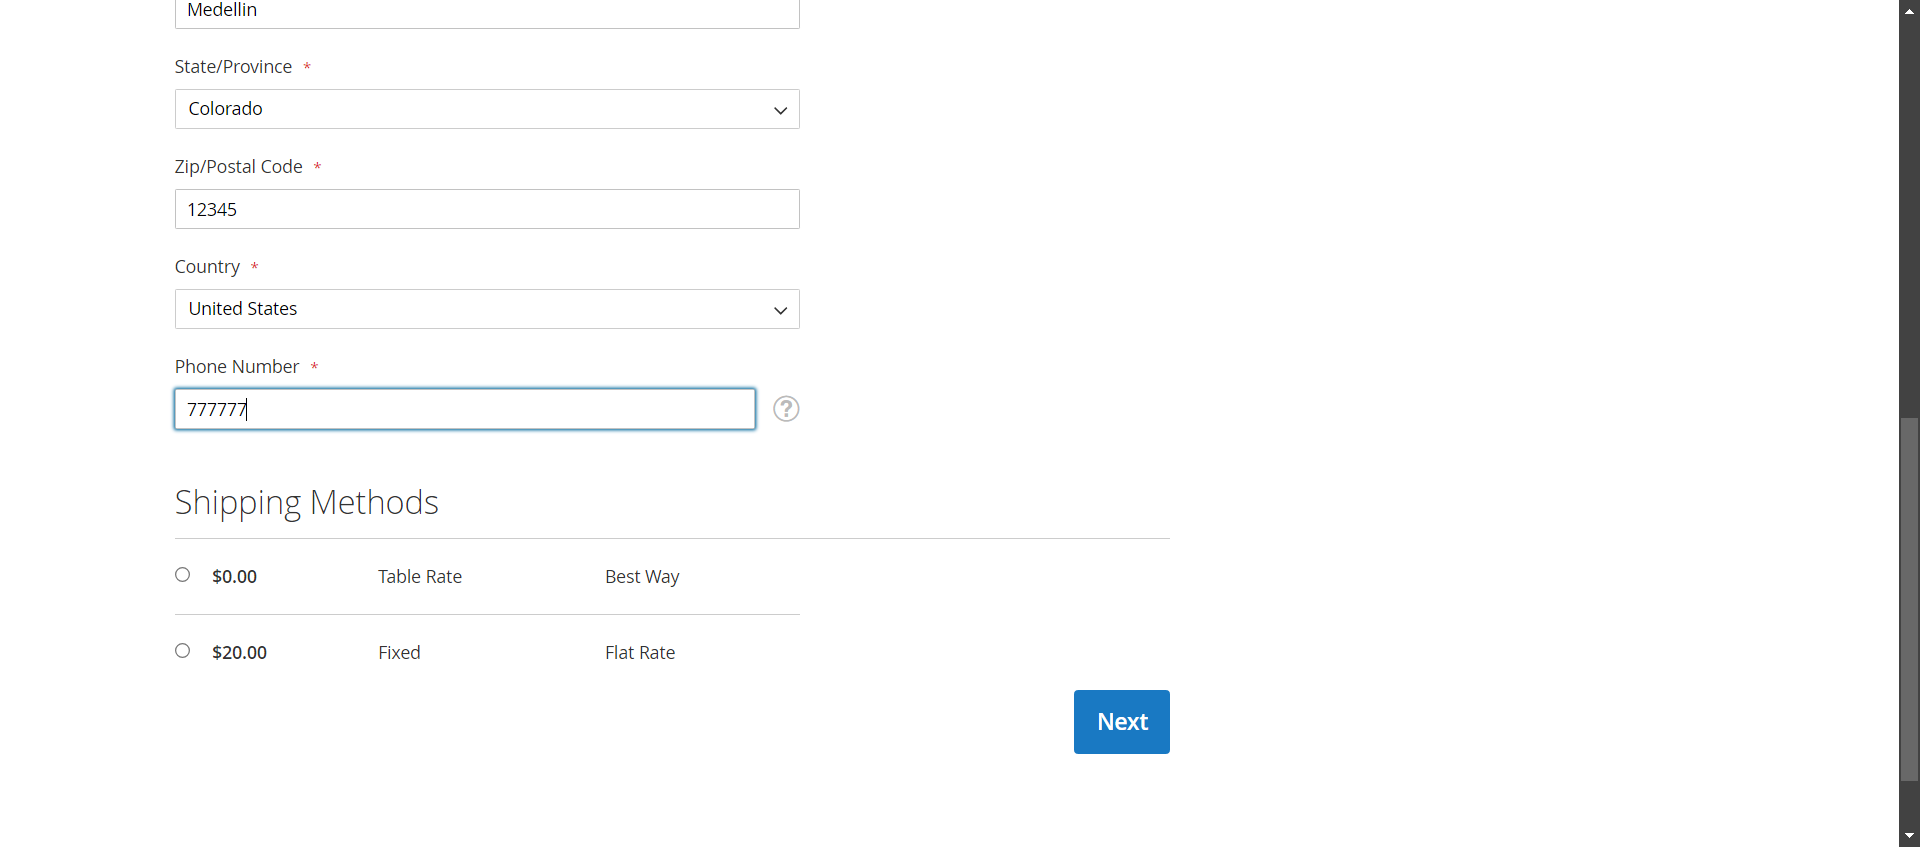 Medellin
State/Province *
Colorado
Zip/Postal Code *
12345
Country *
United States
Phone Number *
777777
?
Shipping Methods
$0.00 Table Rate Best Way
$20.00 Fixed Flat Rate
Next